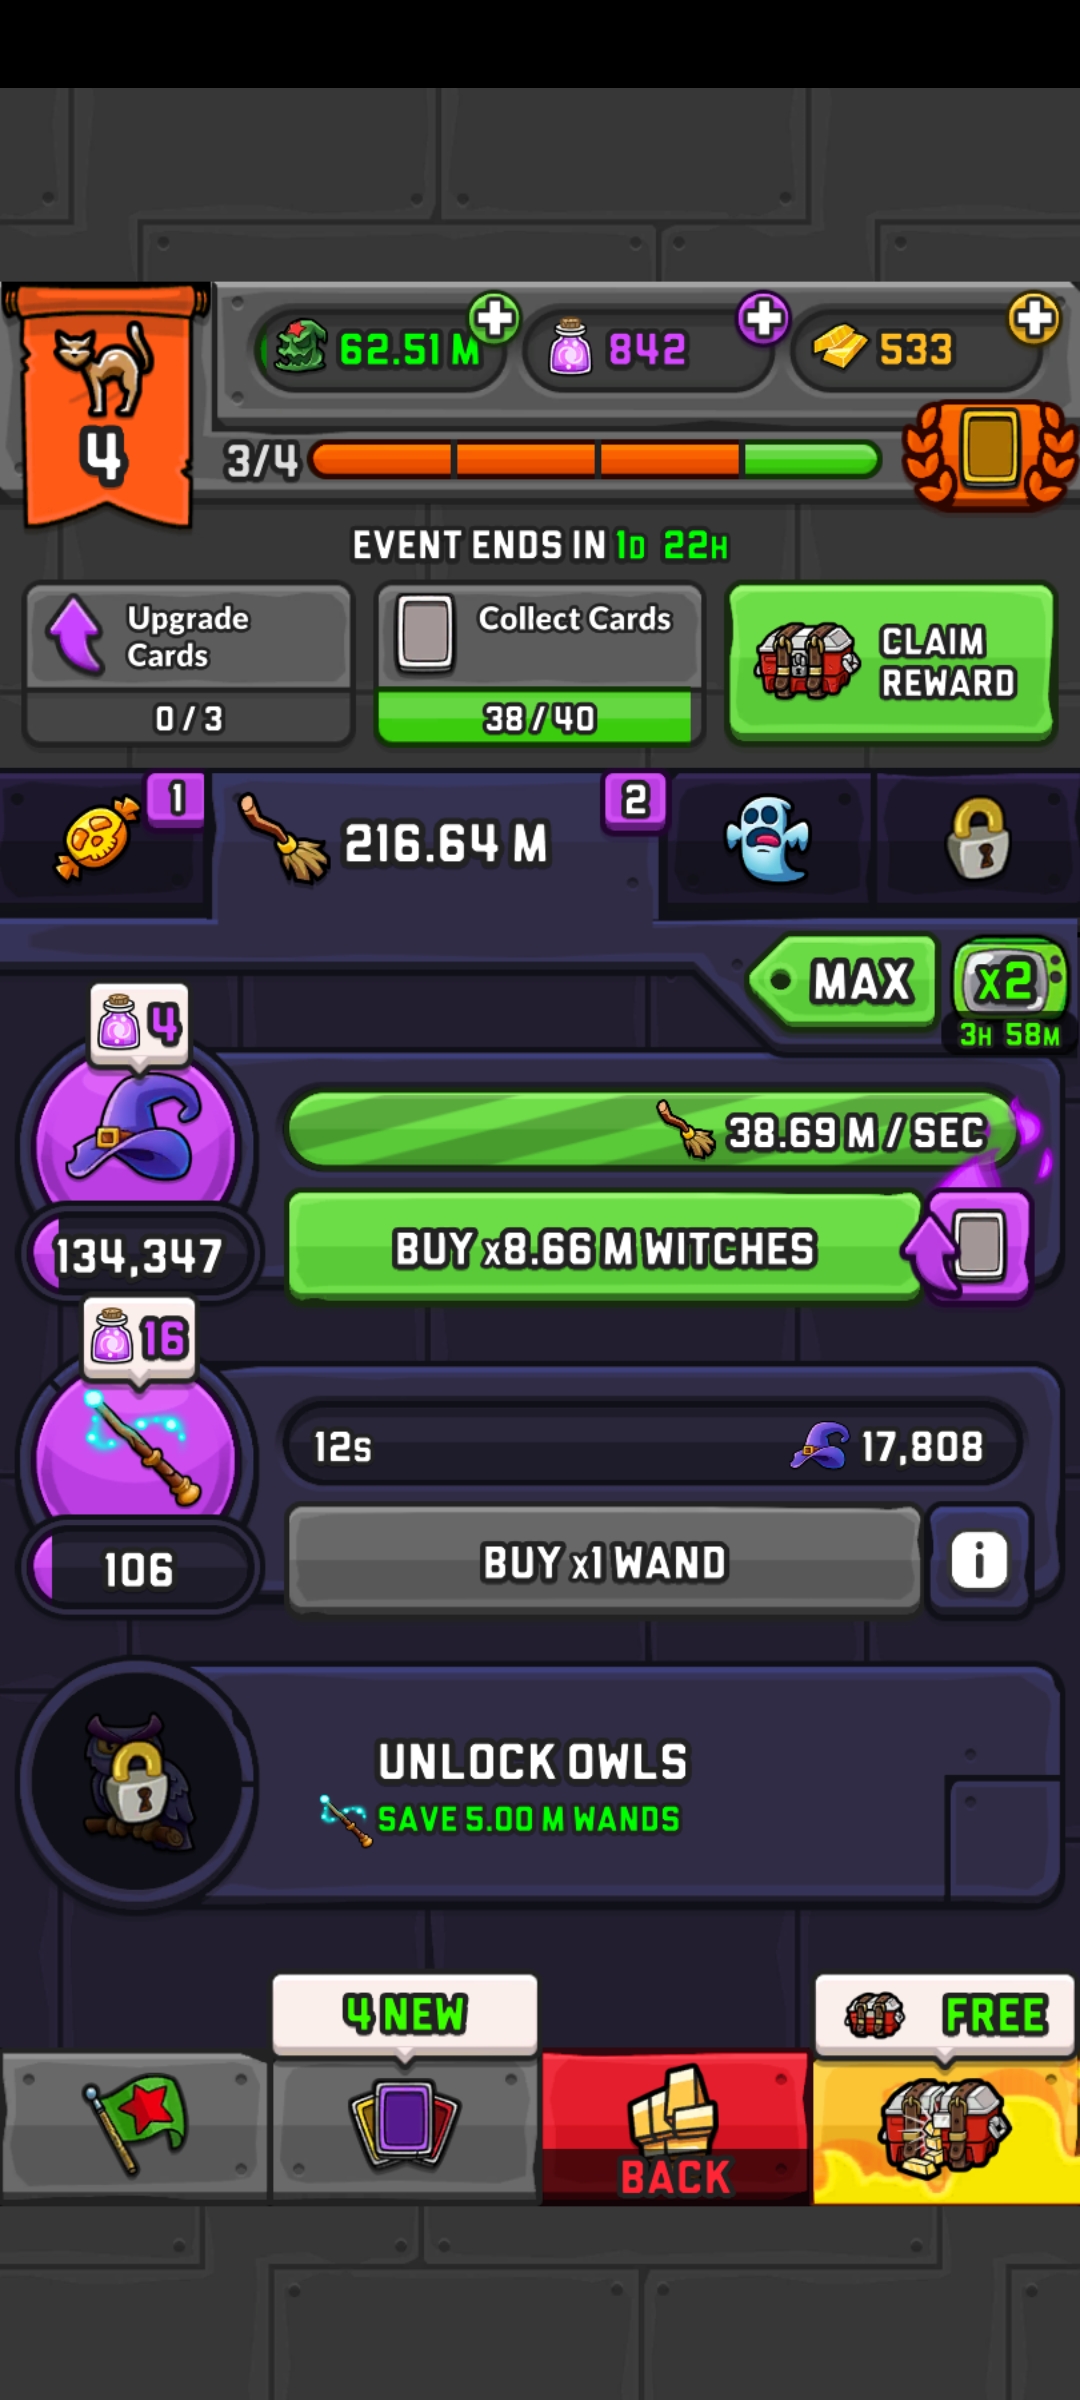 62.51 M
842
533
4
3/4
EVENT ENDS IN 1D 22H
Upgrade
Cards
0 / 3
Collect Cards
38 / 40
CLAIM
REWARD
1
216.64 M
2
MAX
x2
3H 58M
4
38.69 M / SEC
134,347
BUY x8.66 M WITCHES
16
12s
17,808
106
BUY x1 WAND
i
UNLOCK OWLS
SAVE 5.00 M WANDS
4 NEW
FREE
BACK